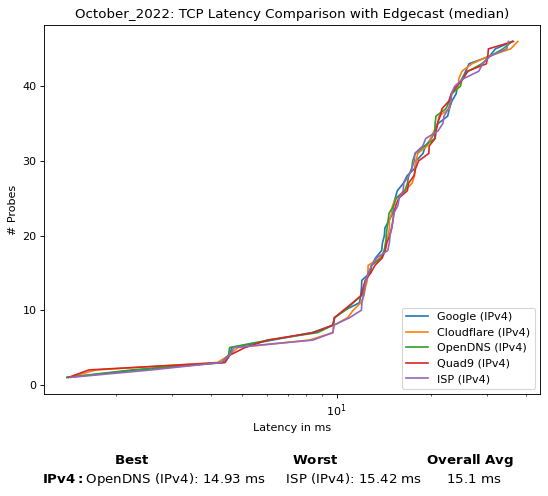 October_2022: TCP Latency Comparison with Edgecast (median)
# Probes
40
30
20
10
0
Google (IPv4)
Cloudflare (IPv4)
OpenDNS (IPv4)
Quad9 (IPv4)
ISP (IPv4)
10¹
Latency in ms
Best Worst Overall Avg
IPv4: OpenDNS (IPv4): 14.93 ms ISP (IPv4): 15.42 ms 15.1 ms